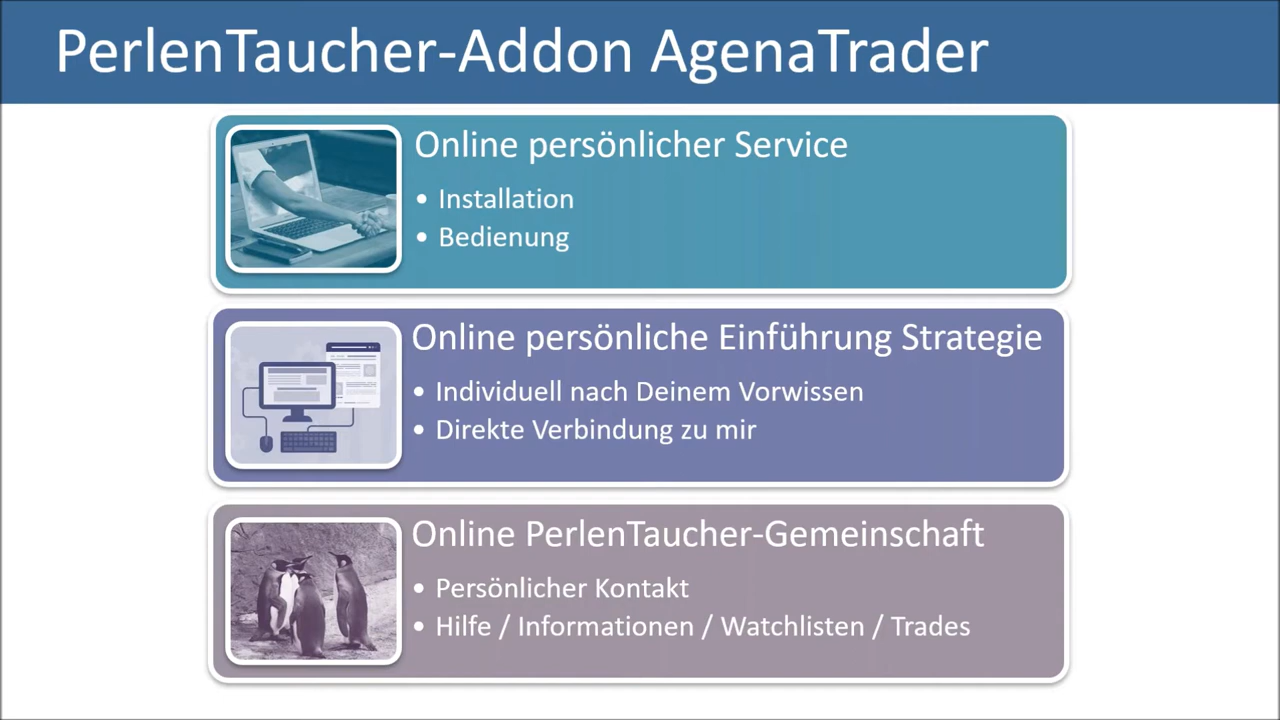 PerlenTaucher-Addon AgenaTrader
Online persönlicher Service
• Installation
• Bedienung
Online persönliche Einführung Strategie
• Individuell nach Deinem Vorwissen
• Direkte Verbindung zu mir
Online PerlenTaucher-Gemeinschaft
• Persönlicher Kontakt
• Hilfe / Informationen / Watchlisten / Trades